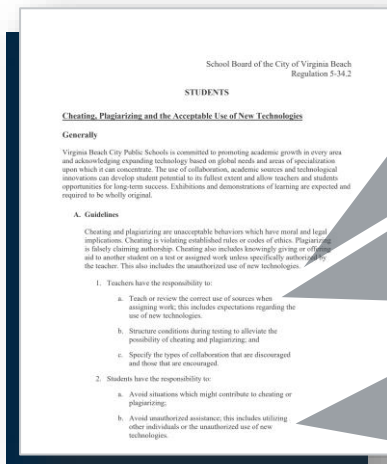 School Board of the City of Virginia Beach
Regulation 5-34.2
STUDENTS
Cheating, Plagiarizing and the Acceptable Use of New Technologies
Generally
Virginia Beach City Public Schools is committed to promoting academic growth in every area
and acknowledging expanding technology based on global needs and areas of specialization
upon which it can concentrate. The use of collaboration, academic sources and technological
innovations can develop student potential to its fullest extent and allow teachers and students
opportunities for long-term success. Exhibitions and demonstrations of learning are expected and
required to be wholly original.
A. Guidelines
Cheating and plagiarizing are unacceptable behaviors which have moral and legal
implications. Cheating is violating established rules or codes of ethics. Plagiarizing
is falsely claiming authorship. Cheating also includes knowingly giving or offering
aid to another student on a test or assigned work unless specifically authorized by
the teacher. This also includes the unauthorized use of new technologies.
1. Teachers have the responsibility to:
a. Teach or review the correct use of sources when
assigning work; this includes expectations regarding the
use of new technologies.
b. Structure conditions during testing to alleviate the
possibility of cheating and plagiarizing; and
c. Specify the types of collaboration that are discouraged
and those that are encouraged.
2. Students have the responsibility to:
a. Avoid situations which might contribute to cheating or
plagiarizing;
b. Avoid unauthorized assistance; this includes utilizing
other individuals or the unauthorized use of new
technologies.